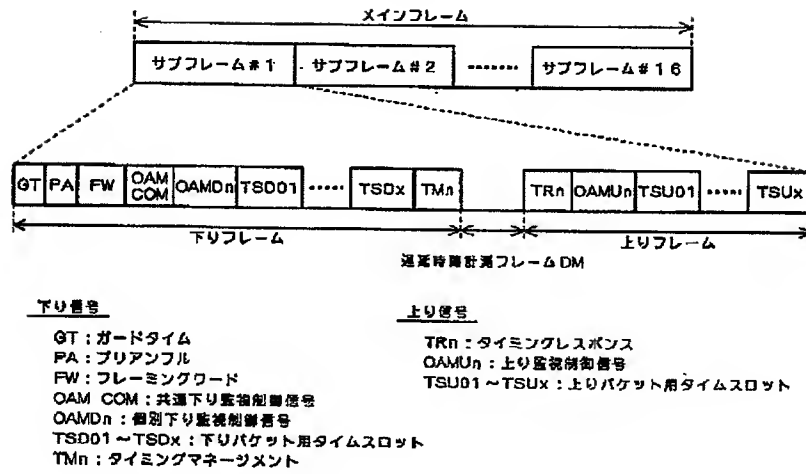 メインフレーム
サブフレーム#1 サブフレーム#2 ‥‥‥ サブフレーム#16
GT PA FW OAM COM OAMDn TSD01 ‥‥‥ TSDx TMn TRn OAMUn TSU01 ‥‥‥ TSUx
下りフレーム 遅延時間計測フレームDM 上りフレーム
下り信号
GT:ガードタイム
PA:プリアンフル
FW:フレーミングワード
OAM COM:共通下り監視制御信号
OAMDn:個別下り監視制御信号
TSD01~TSDx:下りパケット用タイムスロット
TMn:タイミングマネージメント
上り信号
TRn:タイミングレスポンス
OAMUn:上り監視制御信号
TSU01~TSUx:上りパケット用タイムスロット